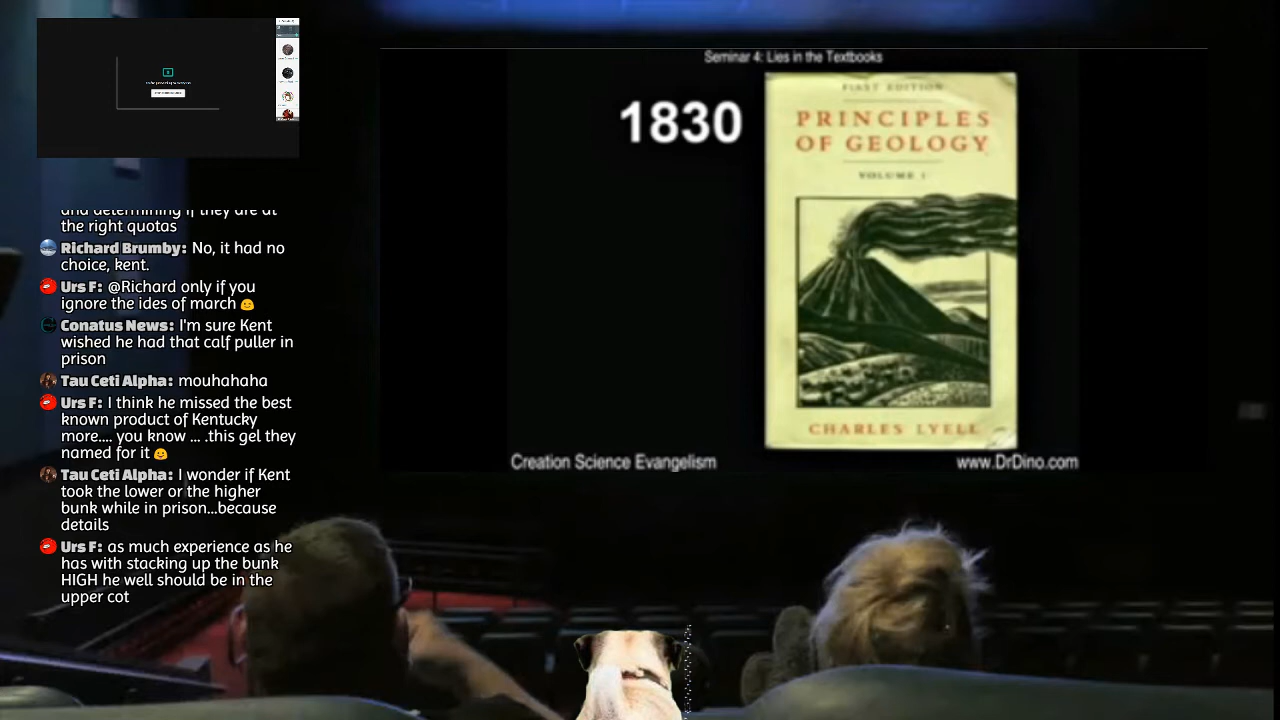 Seminar 4: Lies in the Textbooks
1830
FIRST EDITION
PRINCIPLES
OF GEOLOGY
VOLUME 1
CHARLES LYELL
Creation Science Evangelism
www.DrDino.com
and determining if they are at
the right quotas
Richard Brumby: No, it had no
choice, kent.
Urs F: @Richard only if you
ignore the ides of march
Conatus News: I'm sure Kent
wished he had that calf puller in
prison
Tau Ceti Alpha: mouhahaha
Urs F: I think he missed the best
known product of Kentucky
more.... you know ... .this gel they
named for it
Tau Ceti Alpha: I wonder if Kent
took the lower or the higher
bunk while in prison...because
details
Urs F: as much experience as he
has with stacking up the bunk
HIGH he well should be in the
upper cot